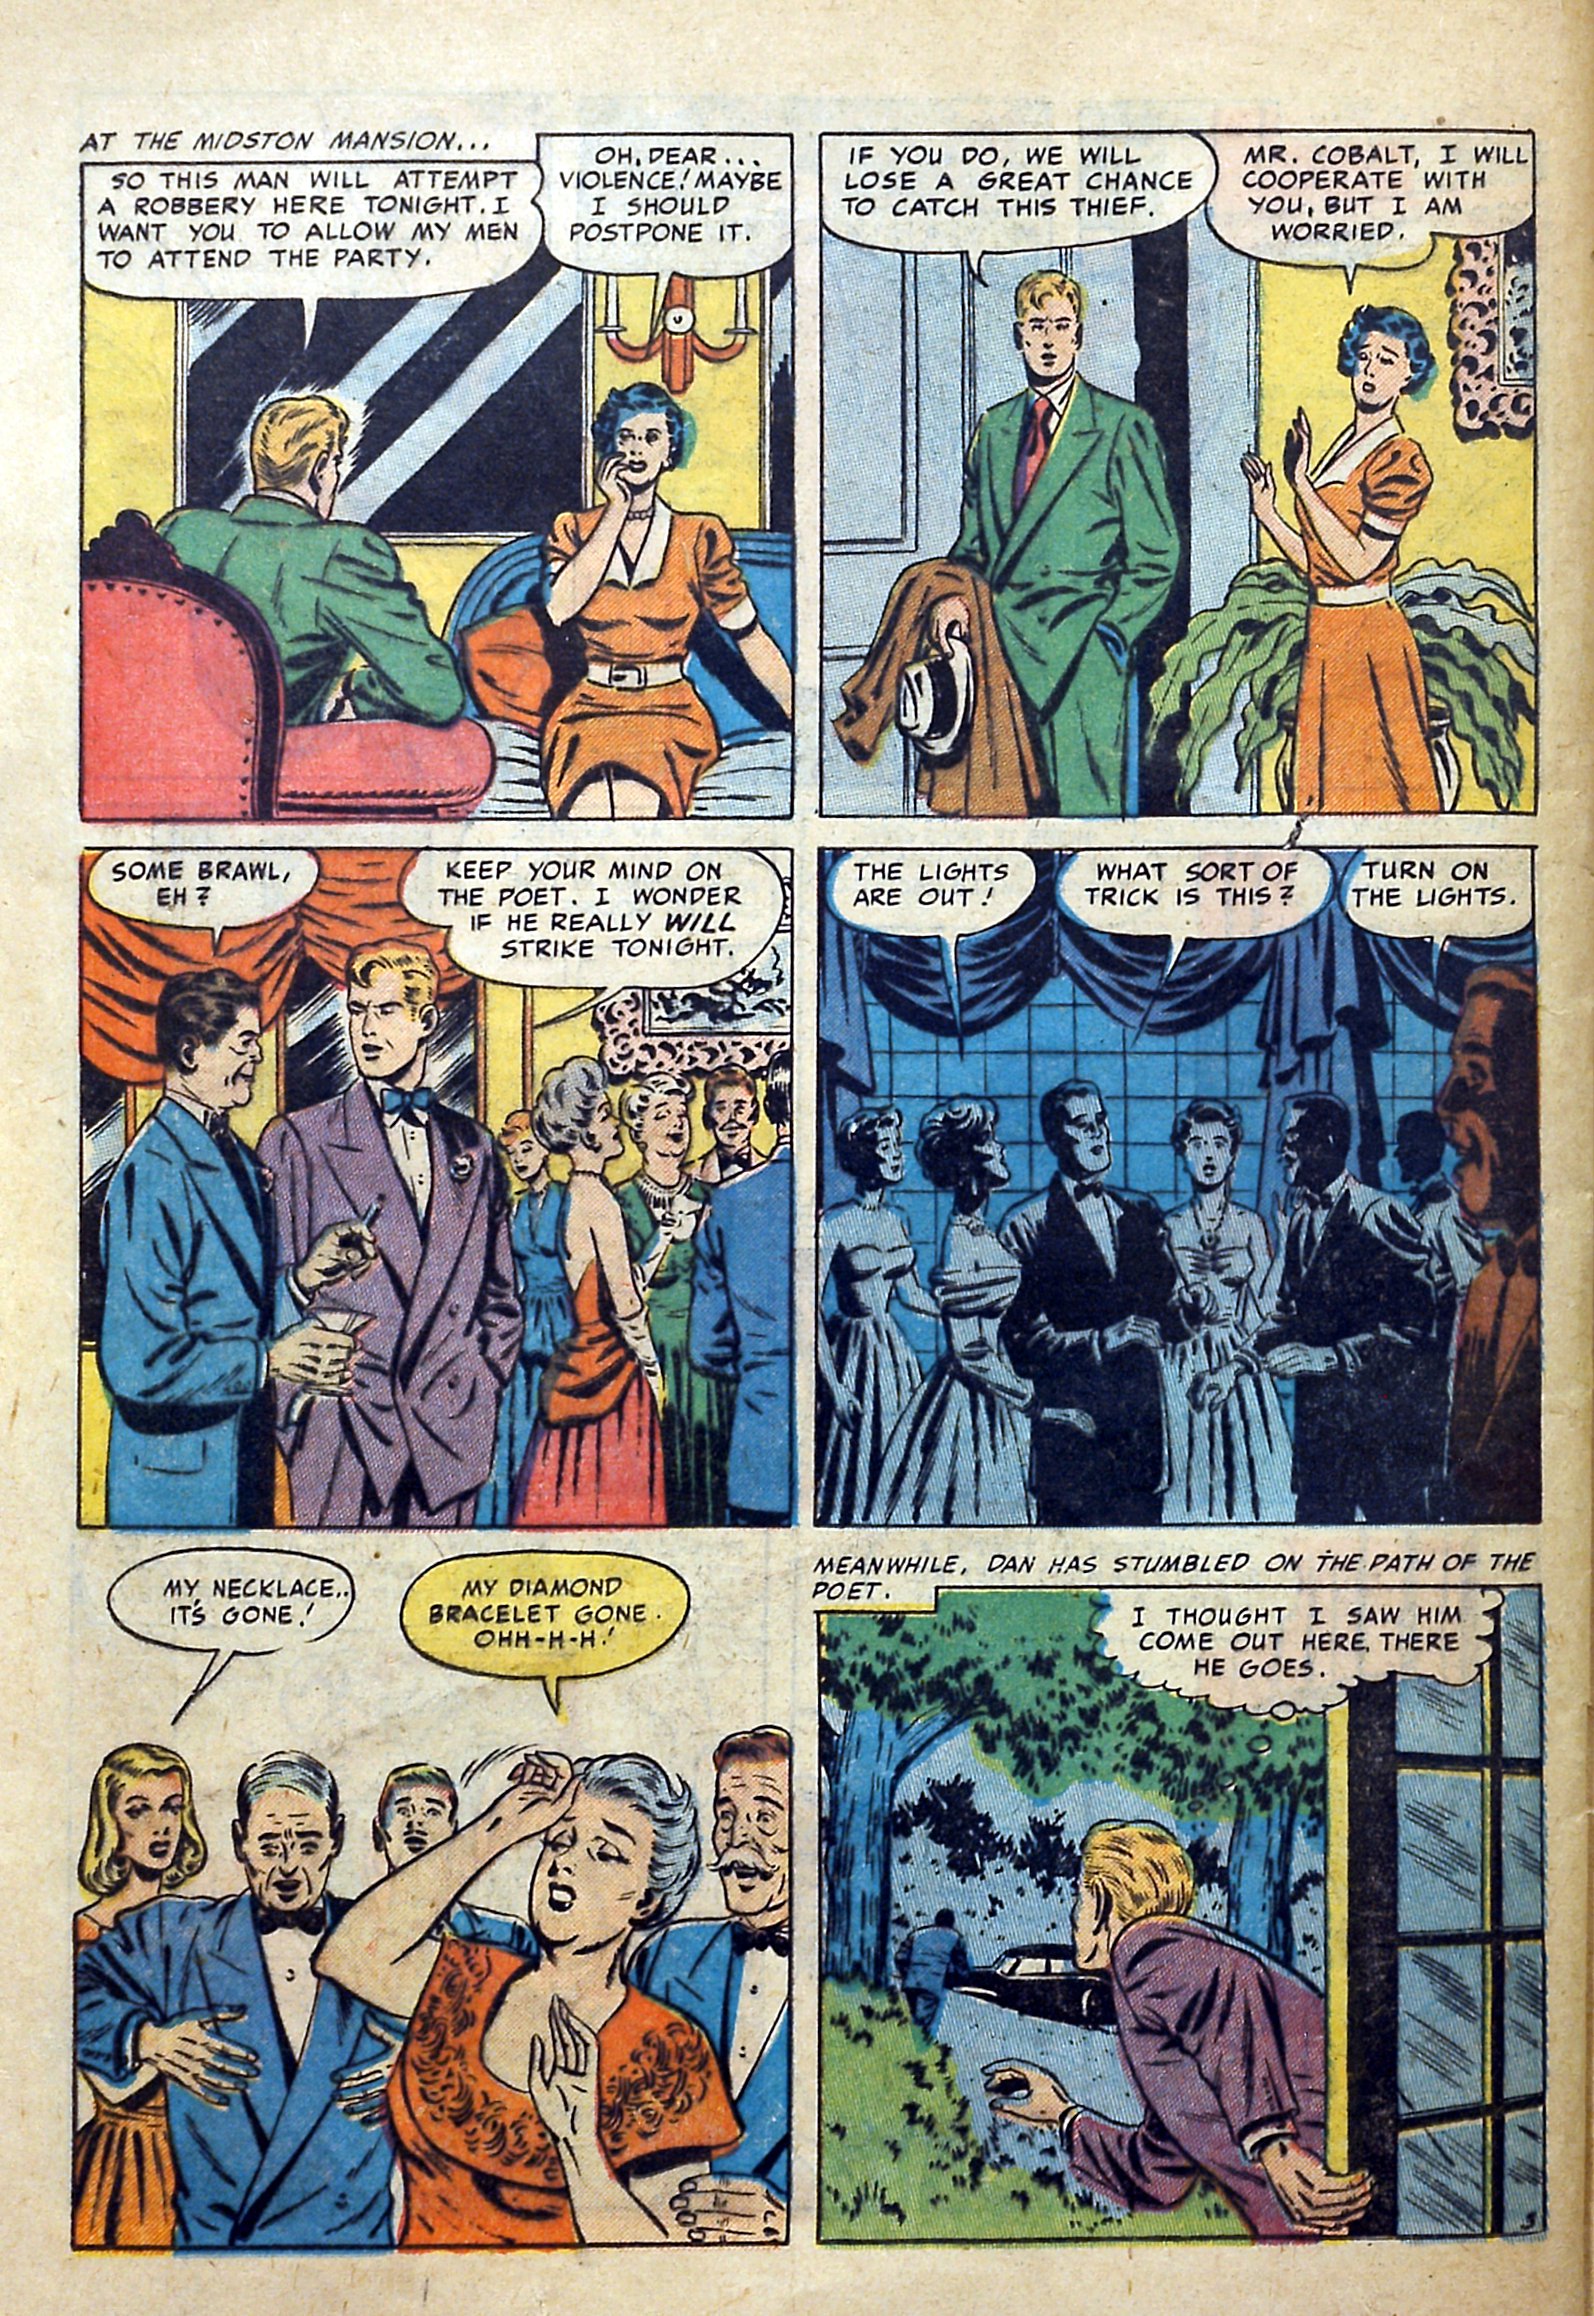 AT THE MIDSTON MANSION...
SO THIS MAN WILL ATTEMPT
A ROBBERY HERE TONIGHT. I
WANT YOU TO ALLOW MY MEN
TO ATTEND THE PARTY.
OH, DEAR...
VIOLENCE! MAYBE
I SHOULD
POSTPONE IT.
IF YOU DO, WE WILL
LOSE A GREAT CHANCE
TO CATCH THIS THIEF.
MR. COBALT, I WILL
COOPERATE WITH
YOU, BUT I AM
WORRIED.
SOME BRAWL,
EH?
KEEP YOUR MIND ON
THE POET. I WONDER
IF HE REALLY WILL
STRIKE TONIGHT.
THE LIGHTS
ARE OUT!
WHAT SORT OF
TRICK IS THIS?
TURN ON
THE LIGHTS.
MY, NECKLACE..
IT'S GONE!
MY DIAMOND
BRACELET GONE.
OHH-H-H!
MEANWHILE, DAN HAS STUMBLED ON THE PATH OF THE
POET.
I THOUGHT I SAW HIM
COME OUT HERE, THERE
HE GOES.
3